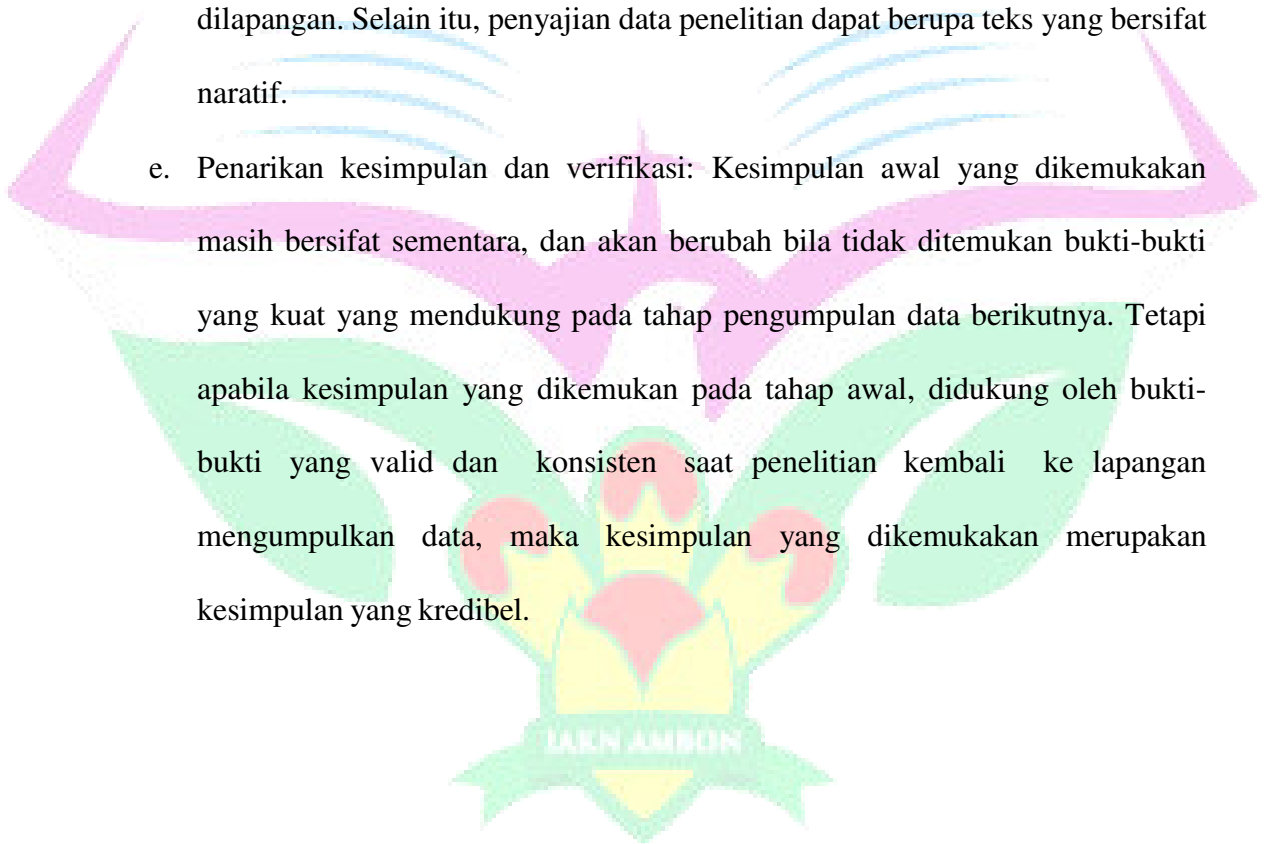 dilapangan. Selain itu, penyajian data penelitian dapat berupa teks yang bersifat
naratif.
e. Penarikan kesimpulan dan verifikasi: Kesimpulan awal yang dikemukakan
masih bersifat sementara, dan akan berubah bila tidak ditemukan bukti-bukti
yang kuat yang mendukung pada tahap pengumpulan data berikutnya. Tetapi
apabila kesimpulan yang dikemukan pada tahap awal, didukung oleh bukti-
bukti yang valid dan konsisten saat penelitian kembali ke lapangan
mengumpulkan data, maka kesimpulan yang dikemukakan merupakan
kesimpulan yang kredibel.
IAKN AMBON